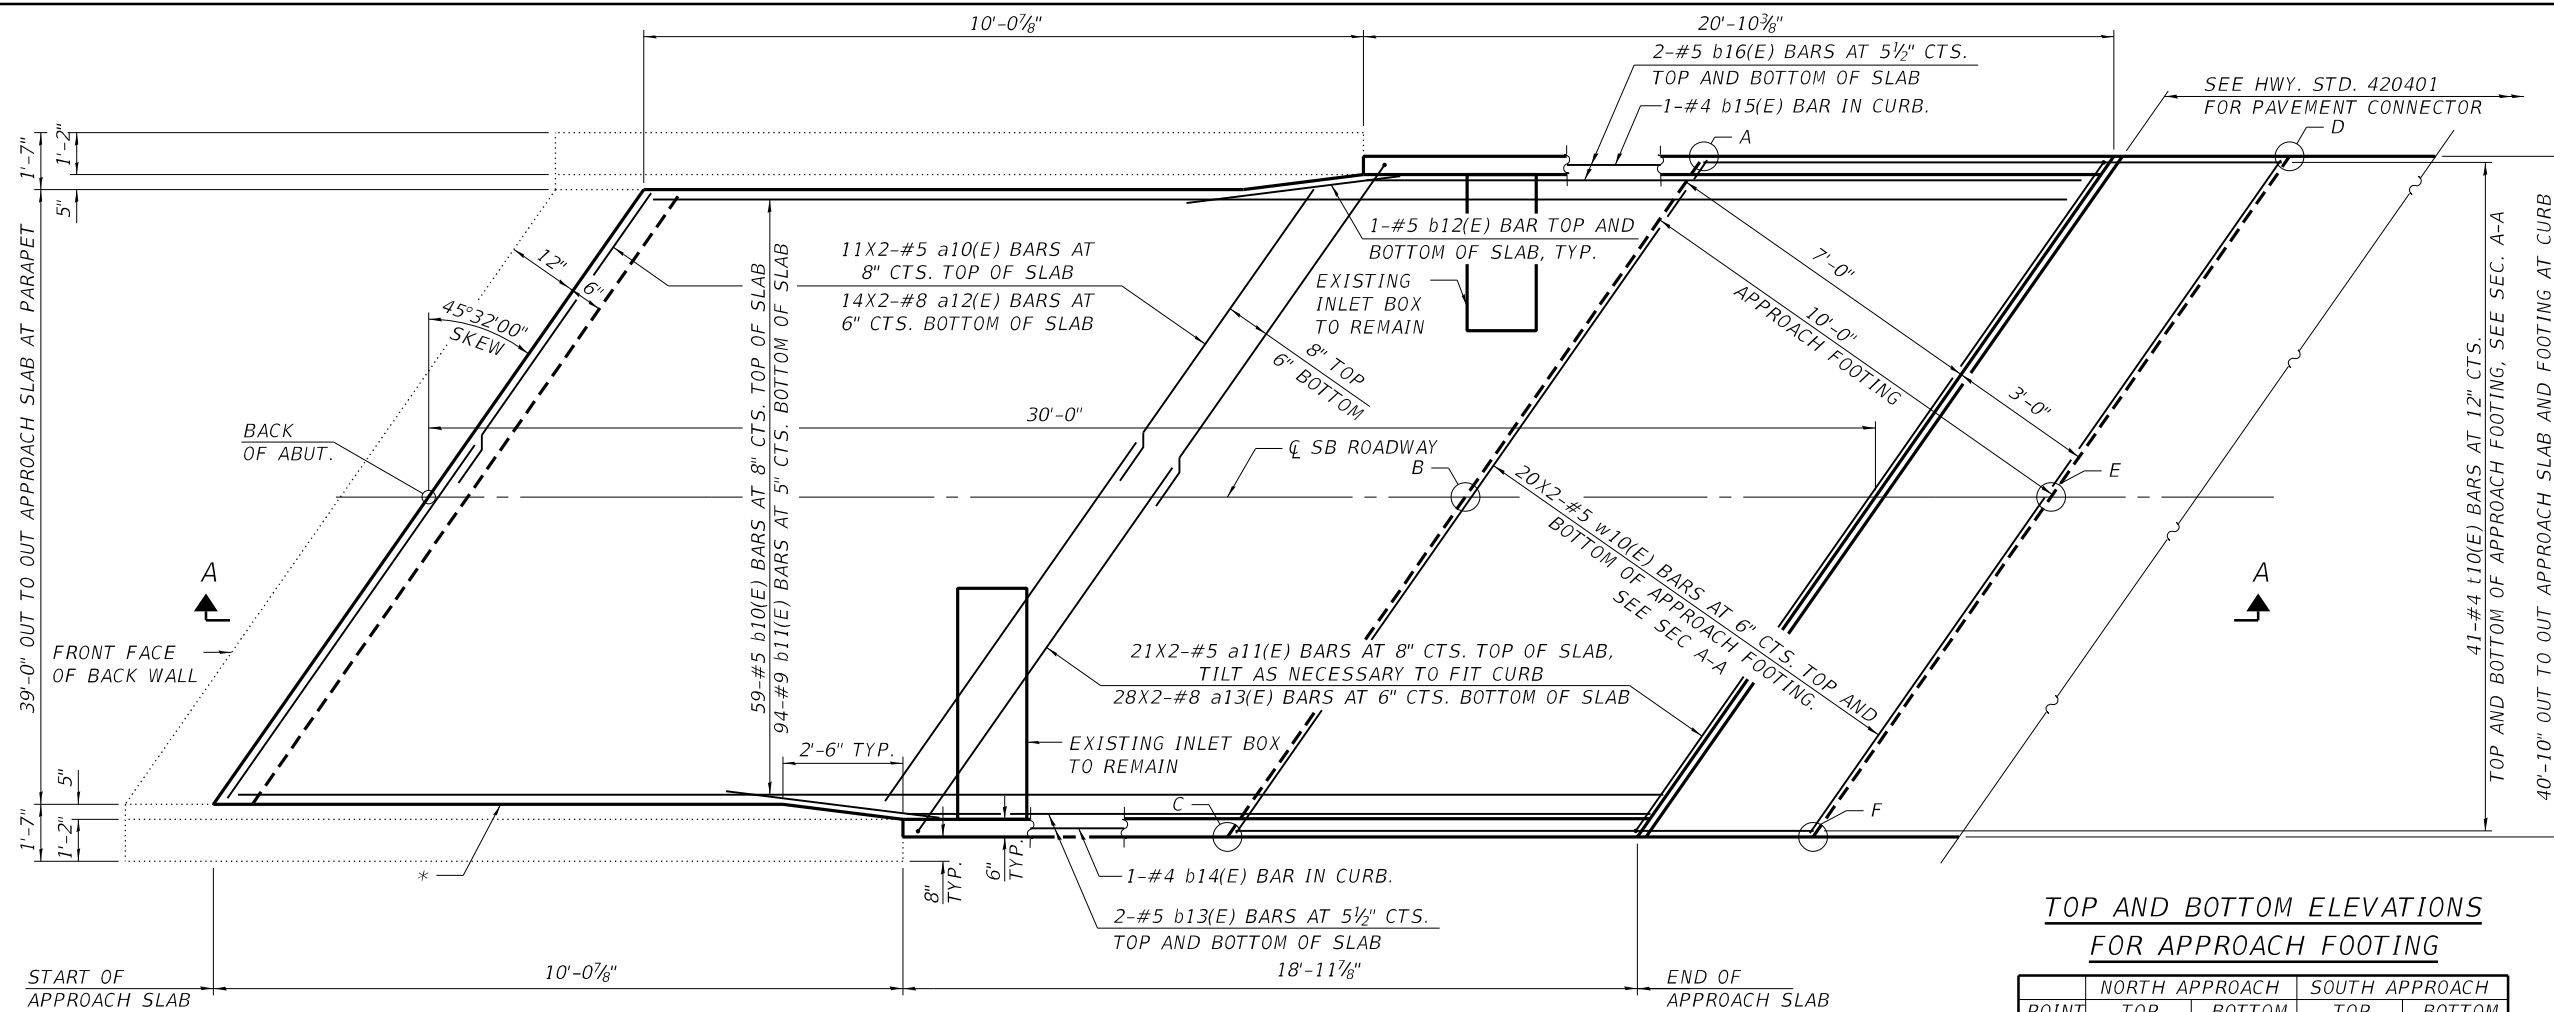 10'-0⅞"
20'-10⅜"
2-#5 b16(E) BARS AT 5½" CTS.
TOP AND BOTTOM OF SLAB
1-#4 b15(E) BAR IN CURB.
SEE HWY. STD. 420401
FOR PAVEMENT CONNECTOR
A
D
1'-7"
1'-2"
5"
39'-0" OUT TO OUT APPROACH SLAB AT PARAPET
12"
6"
45°32'00"
SKEW
11X2-#5 a10(E) BARS AT
8" CTS. TOP OF SLAB
14X2-#8 a12(E) BARS AT
6" CTS. BOTTOM OF SLAB
59-#5 b10(E) BARS AT 8" CTS. TOP OF SLAB
94-#9 b11(E) BARS AT 5" CTS. BOTTOM OF SLAB
1-#5 b12(E) BAR TOP AND
BOTTOM OF SLAB, TYP.
EXISTING
INLET BOX
TO REMAIN
8" TOP
6" BOTTOM
7'-0"
10'-0"
APPROACH FOOTING
3'-0"
30'-0"
BACK
OF ABUT.
℄ SB ROADWAY
B
E
20X2-#5 w10(E) BARS AT 6" CTS. TOP AND
BOTTOM OF APPROACH FOOTING.
SEE SEC A-A
41-#4 t10(E) BARS AT 12" CTS.
TOP AND BOTTOM OF APPROACH FOOTING, SEE SEC. A-A
40'-10" OUT TO OUT APPROACH SLAB AND FOOTING AT CURB
A
A
FRONT FACE
OF BACK WALL
21X2-#5 a11(E) BARS AT 8" CTS. TOP OF SLAB,
TILT AS NECESSARY TO FIT CURB
28X2-#8 a13(E) BARS AT 6" CTS. BOTTOM OF SLAB
2'-6" TYP.
EXISTING INLET BOX
TO REMAIN
C
F
5"
1'-7"
1'-2"
*
8"
TYP.
6"
TYP.
1-#4 b14(E) BAR IN CURB.
2-#5 b13(E) BARS AT 5½" CTS.
TOP AND BOTTOM OF SLAB
START OF
APPROACH SLAB
10'-0⅞"
18'-11⅞"
END OF
APPROACH SLAB
TOP AND BOTTOM ELEVATIONS
FOR APPROACH FOOTING
NORTH APPROACH SOUTH APPROACH
POINT TOP BOTTOM TOP BOTTOM